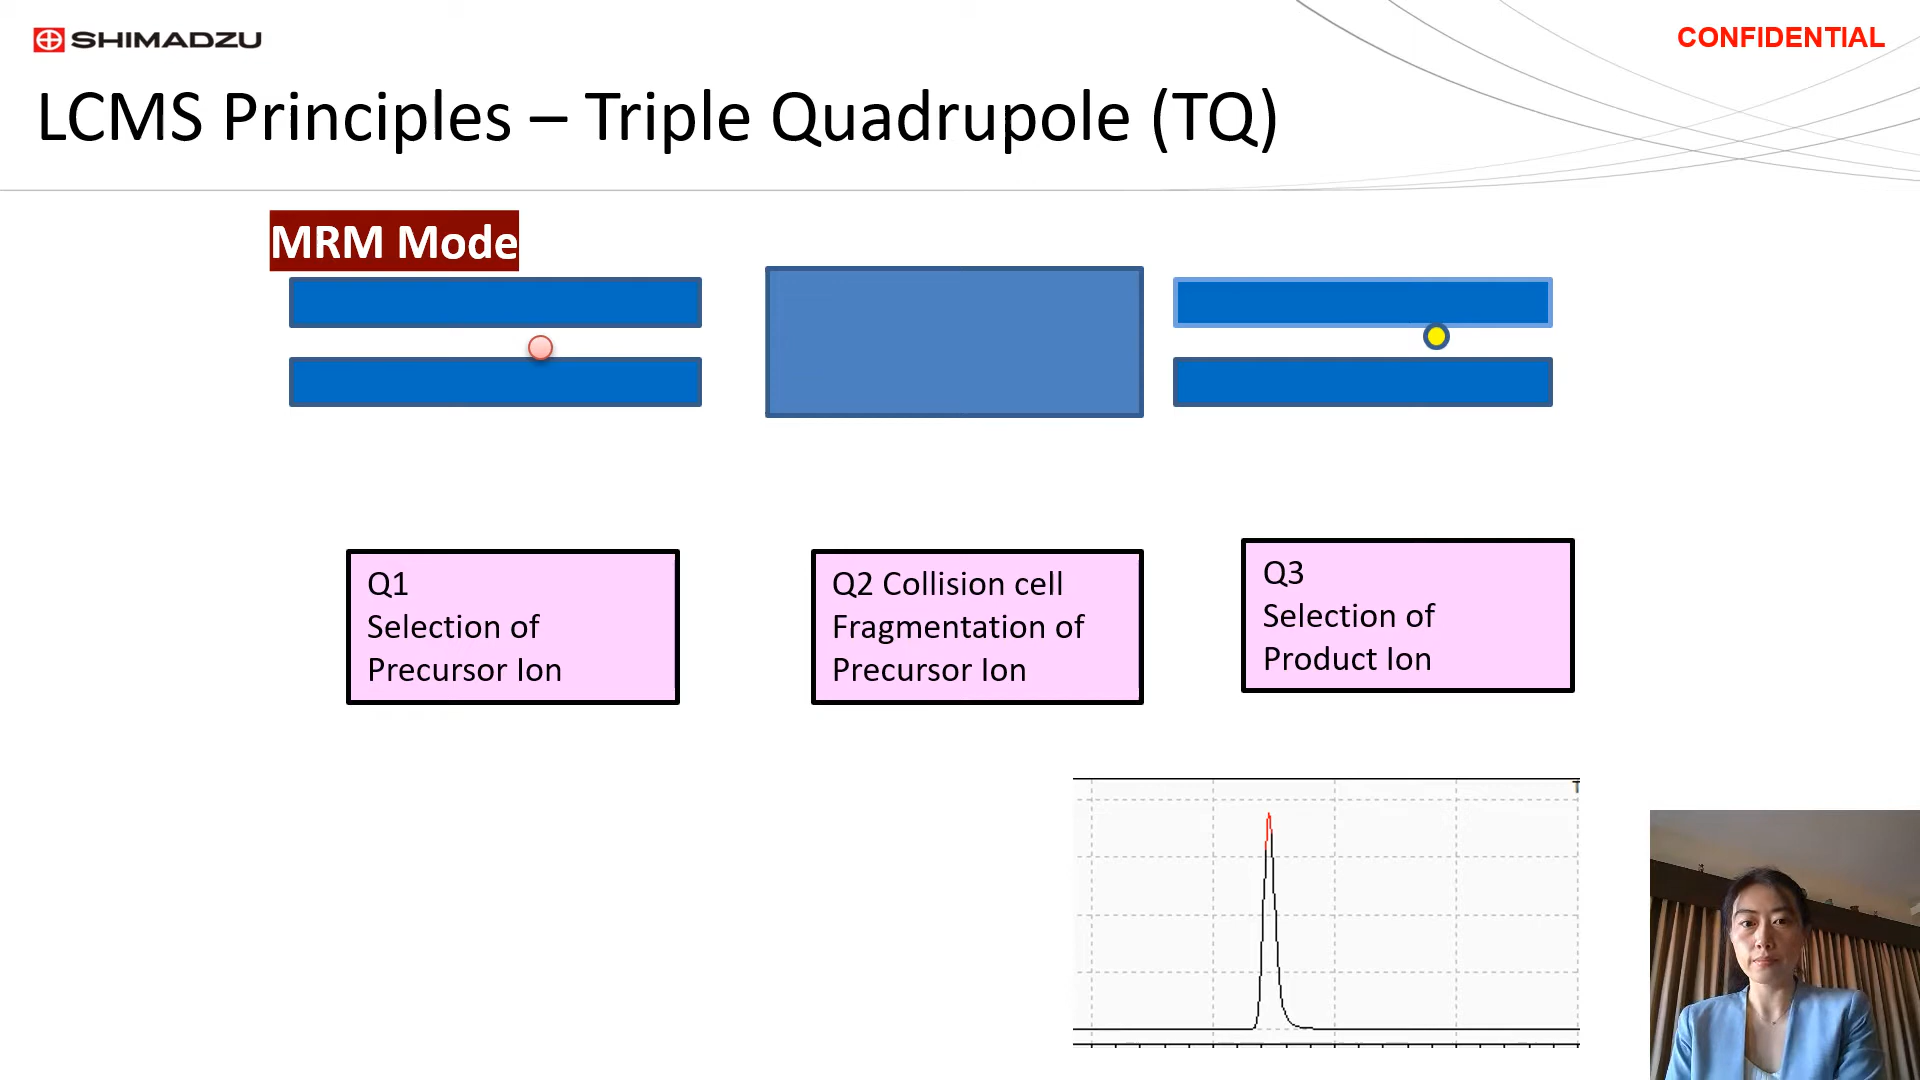 SHIMADZU
CONFIDENTIAL
LCMS Principles – Triple Quadrupole (TQ)
MRM Mode
Q1
Selection of
Precursor Ion
Q2 Collision cell
Fragmentation of
Precursor Ion
Q3
Selection of
Product Ion